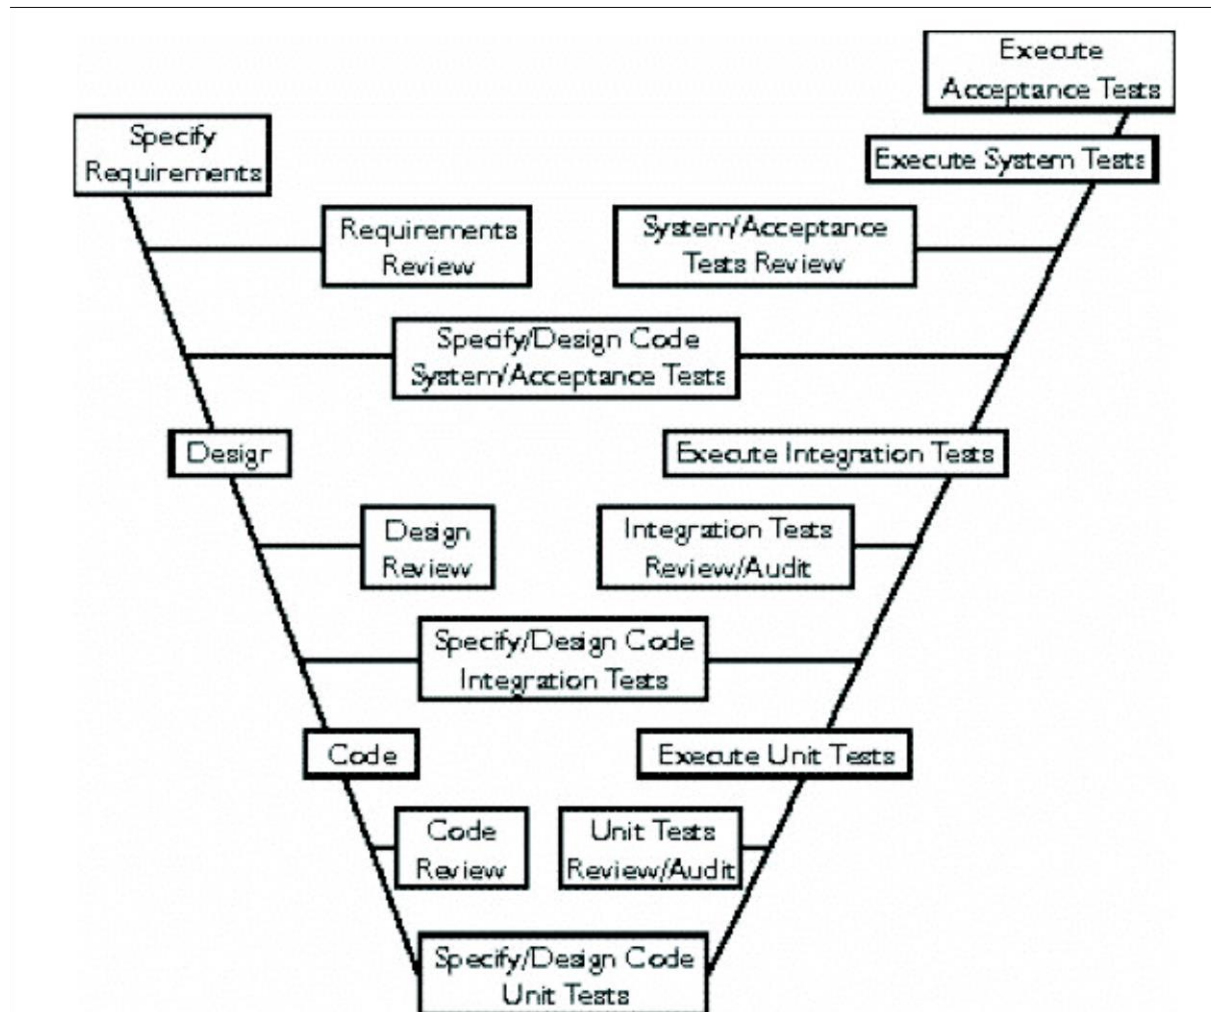 Execute
Acceptance Tests
Specify
Requirements
Execute System Tests
Requirements
Review
System/Acceptance
Tests Review
Specify/Design Code
System/Acceptance Tests
Design
Execute Integration Tests
Design
Review
Integration Tests
Review/Audit
Specify/Design Code
Integration Tests
Code
Execute Unit Tests
Code
Review
Unit Tests
Review/Audit
Specify/Design Code
Unit Tests